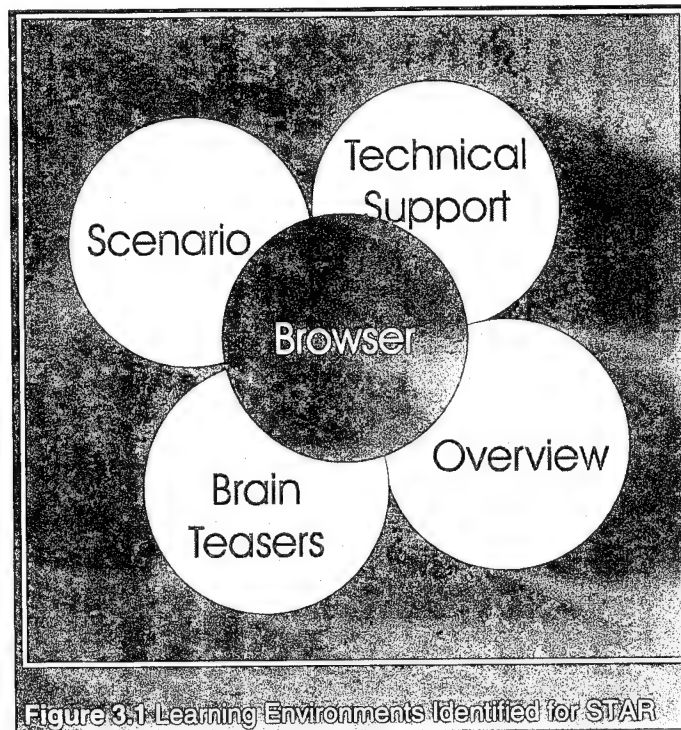 Technical
Support
Scenario
Browser
Overview
Brain
Teasers
Figure 3.1 Learning Environments Identified for STAR